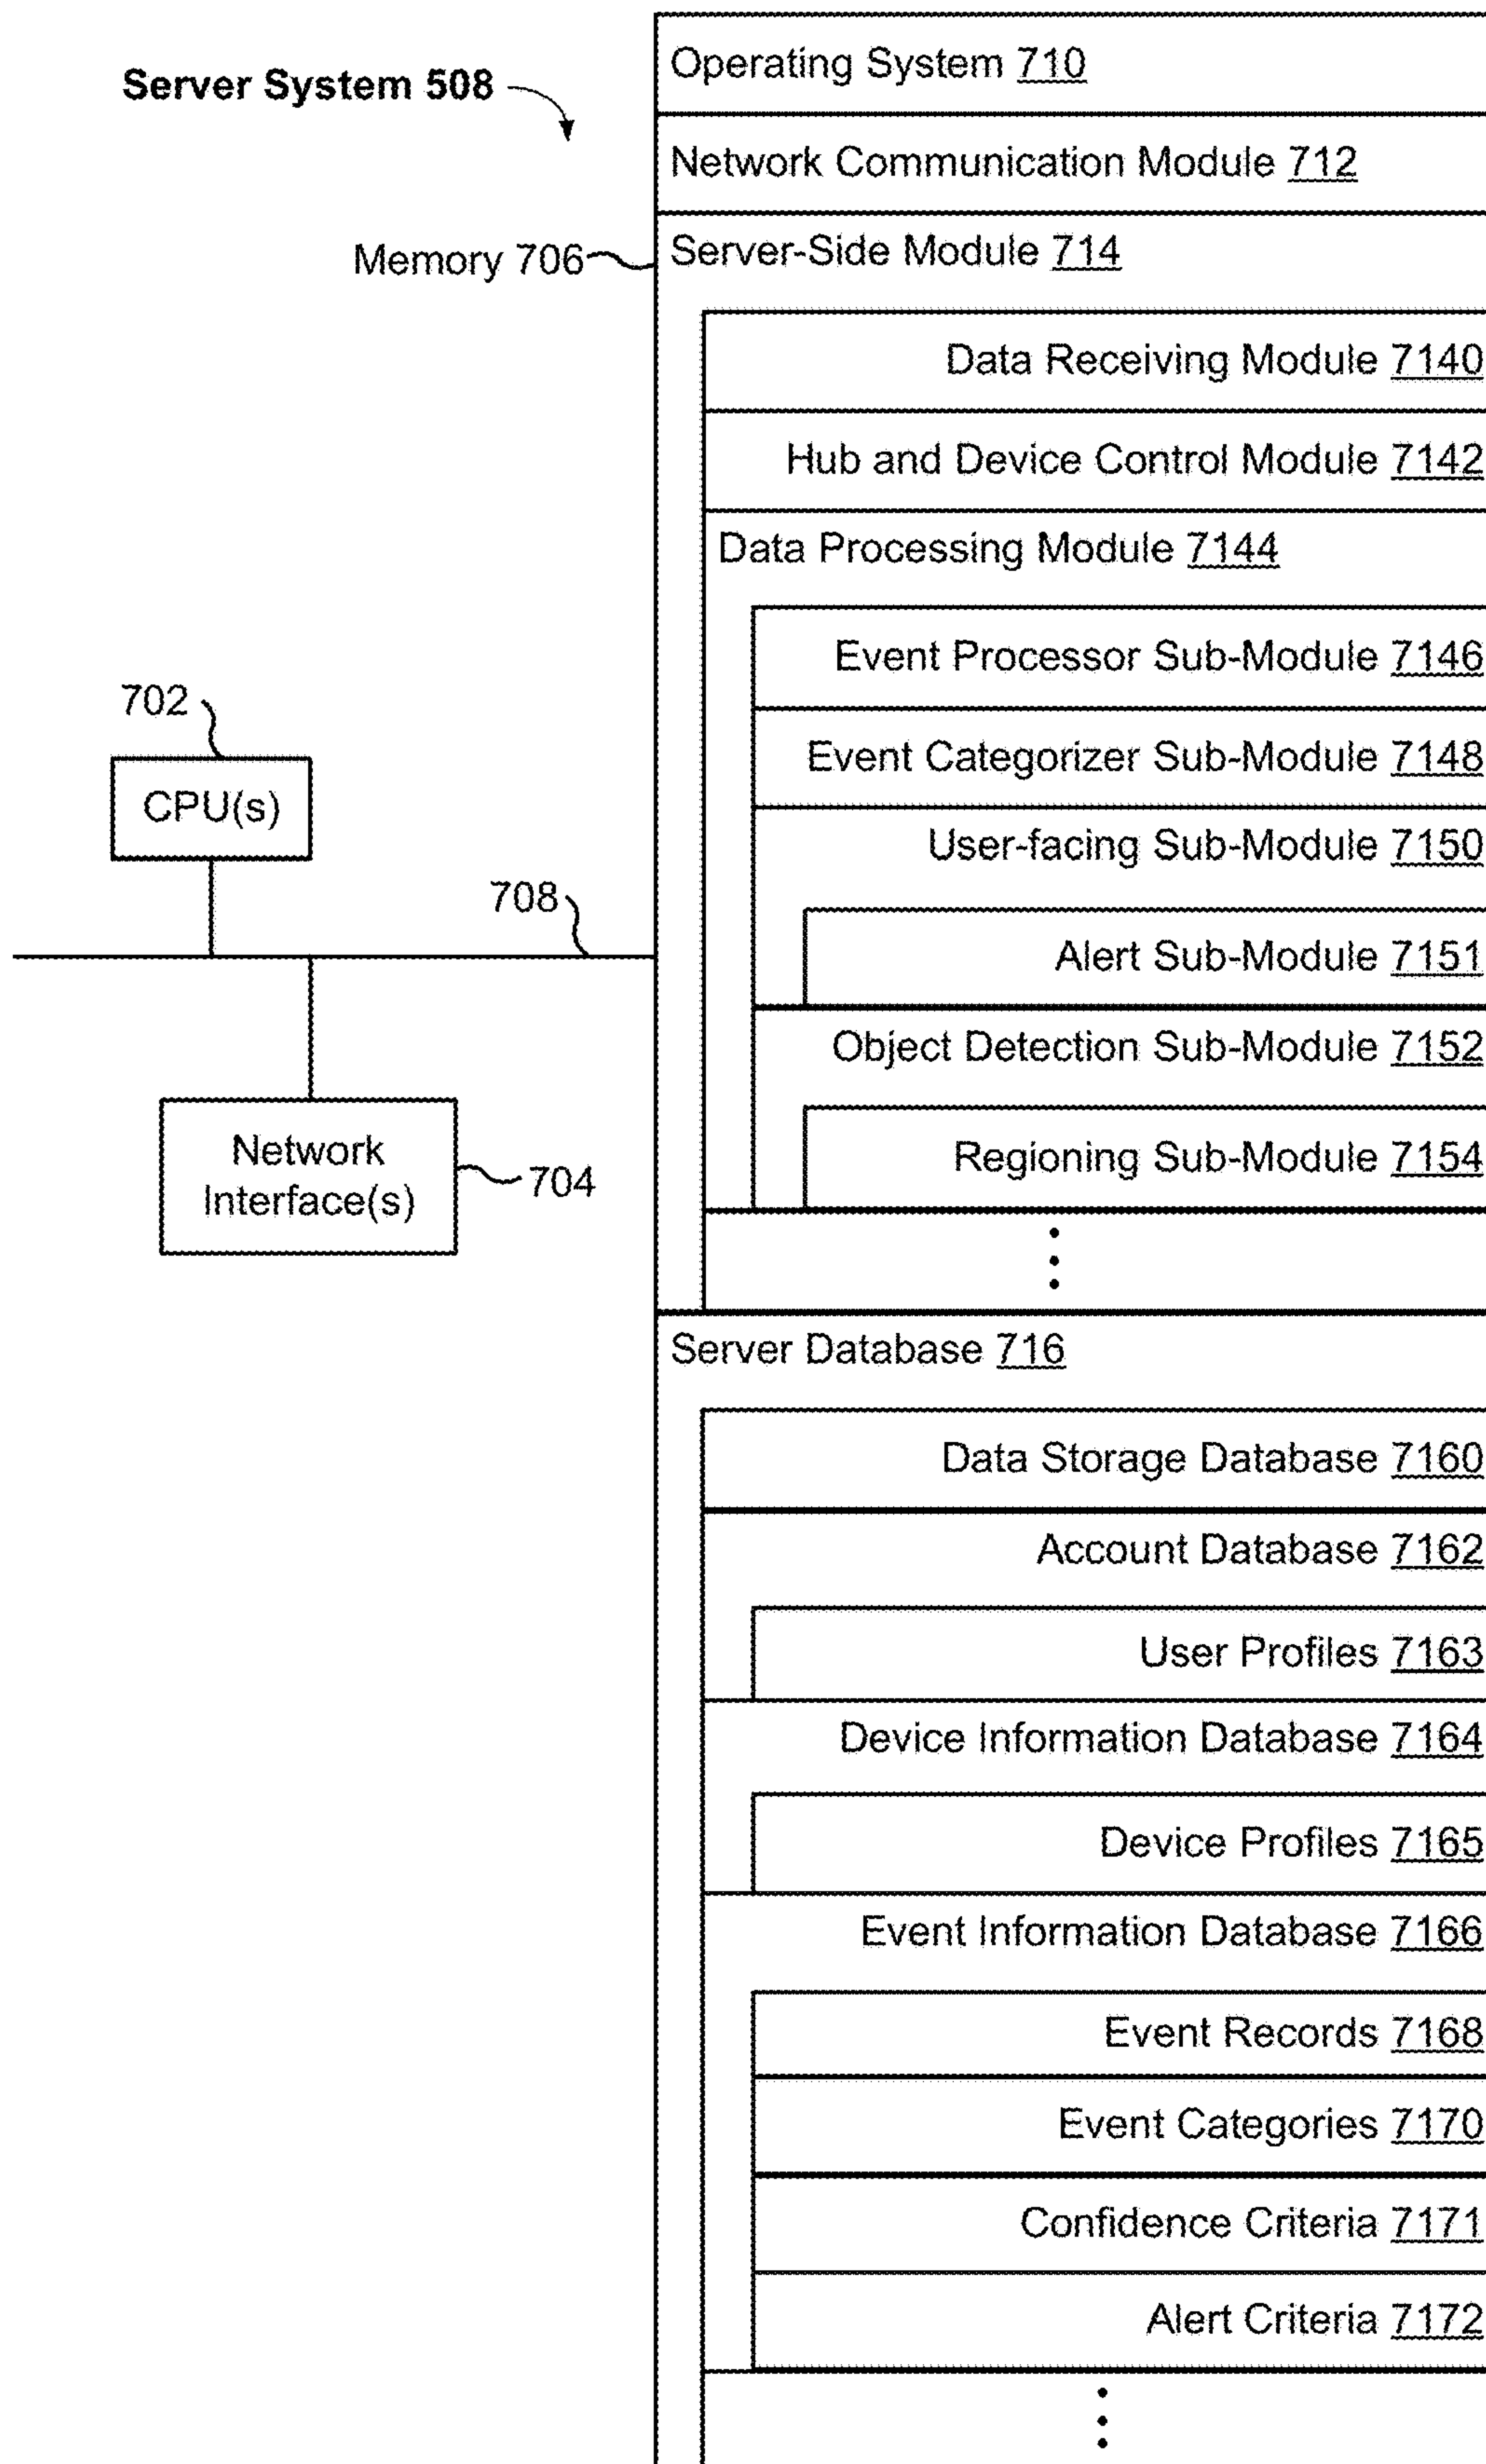 Server System 508
Operating System 710
Network Communication Module 712
Memory 706
Server-Side Module 714
Data Receiving Module 7140
Hub and Device Control Module 7142
Data Processing Module 7144
Event Processor Sub-Module 7146
702
Event Categorizer Sub-Module 7148
CPU(s)
User-facing Sub-Module 7150
708
Alert Sub-Module 7151
Object Detection Sub-Module 7152
Network
Interface(s)
704
Regioning Sub-Module 7154
Server Database 716
Data Storage Database 7160
Account Database 7162
User Profiles 7163
Device Information Database 7164
Device Profiles 7165
Event Information Database 7166
Event Records 7168
Event Categories 7170
Confidence Criteria 7171
Alert Criteria 7172